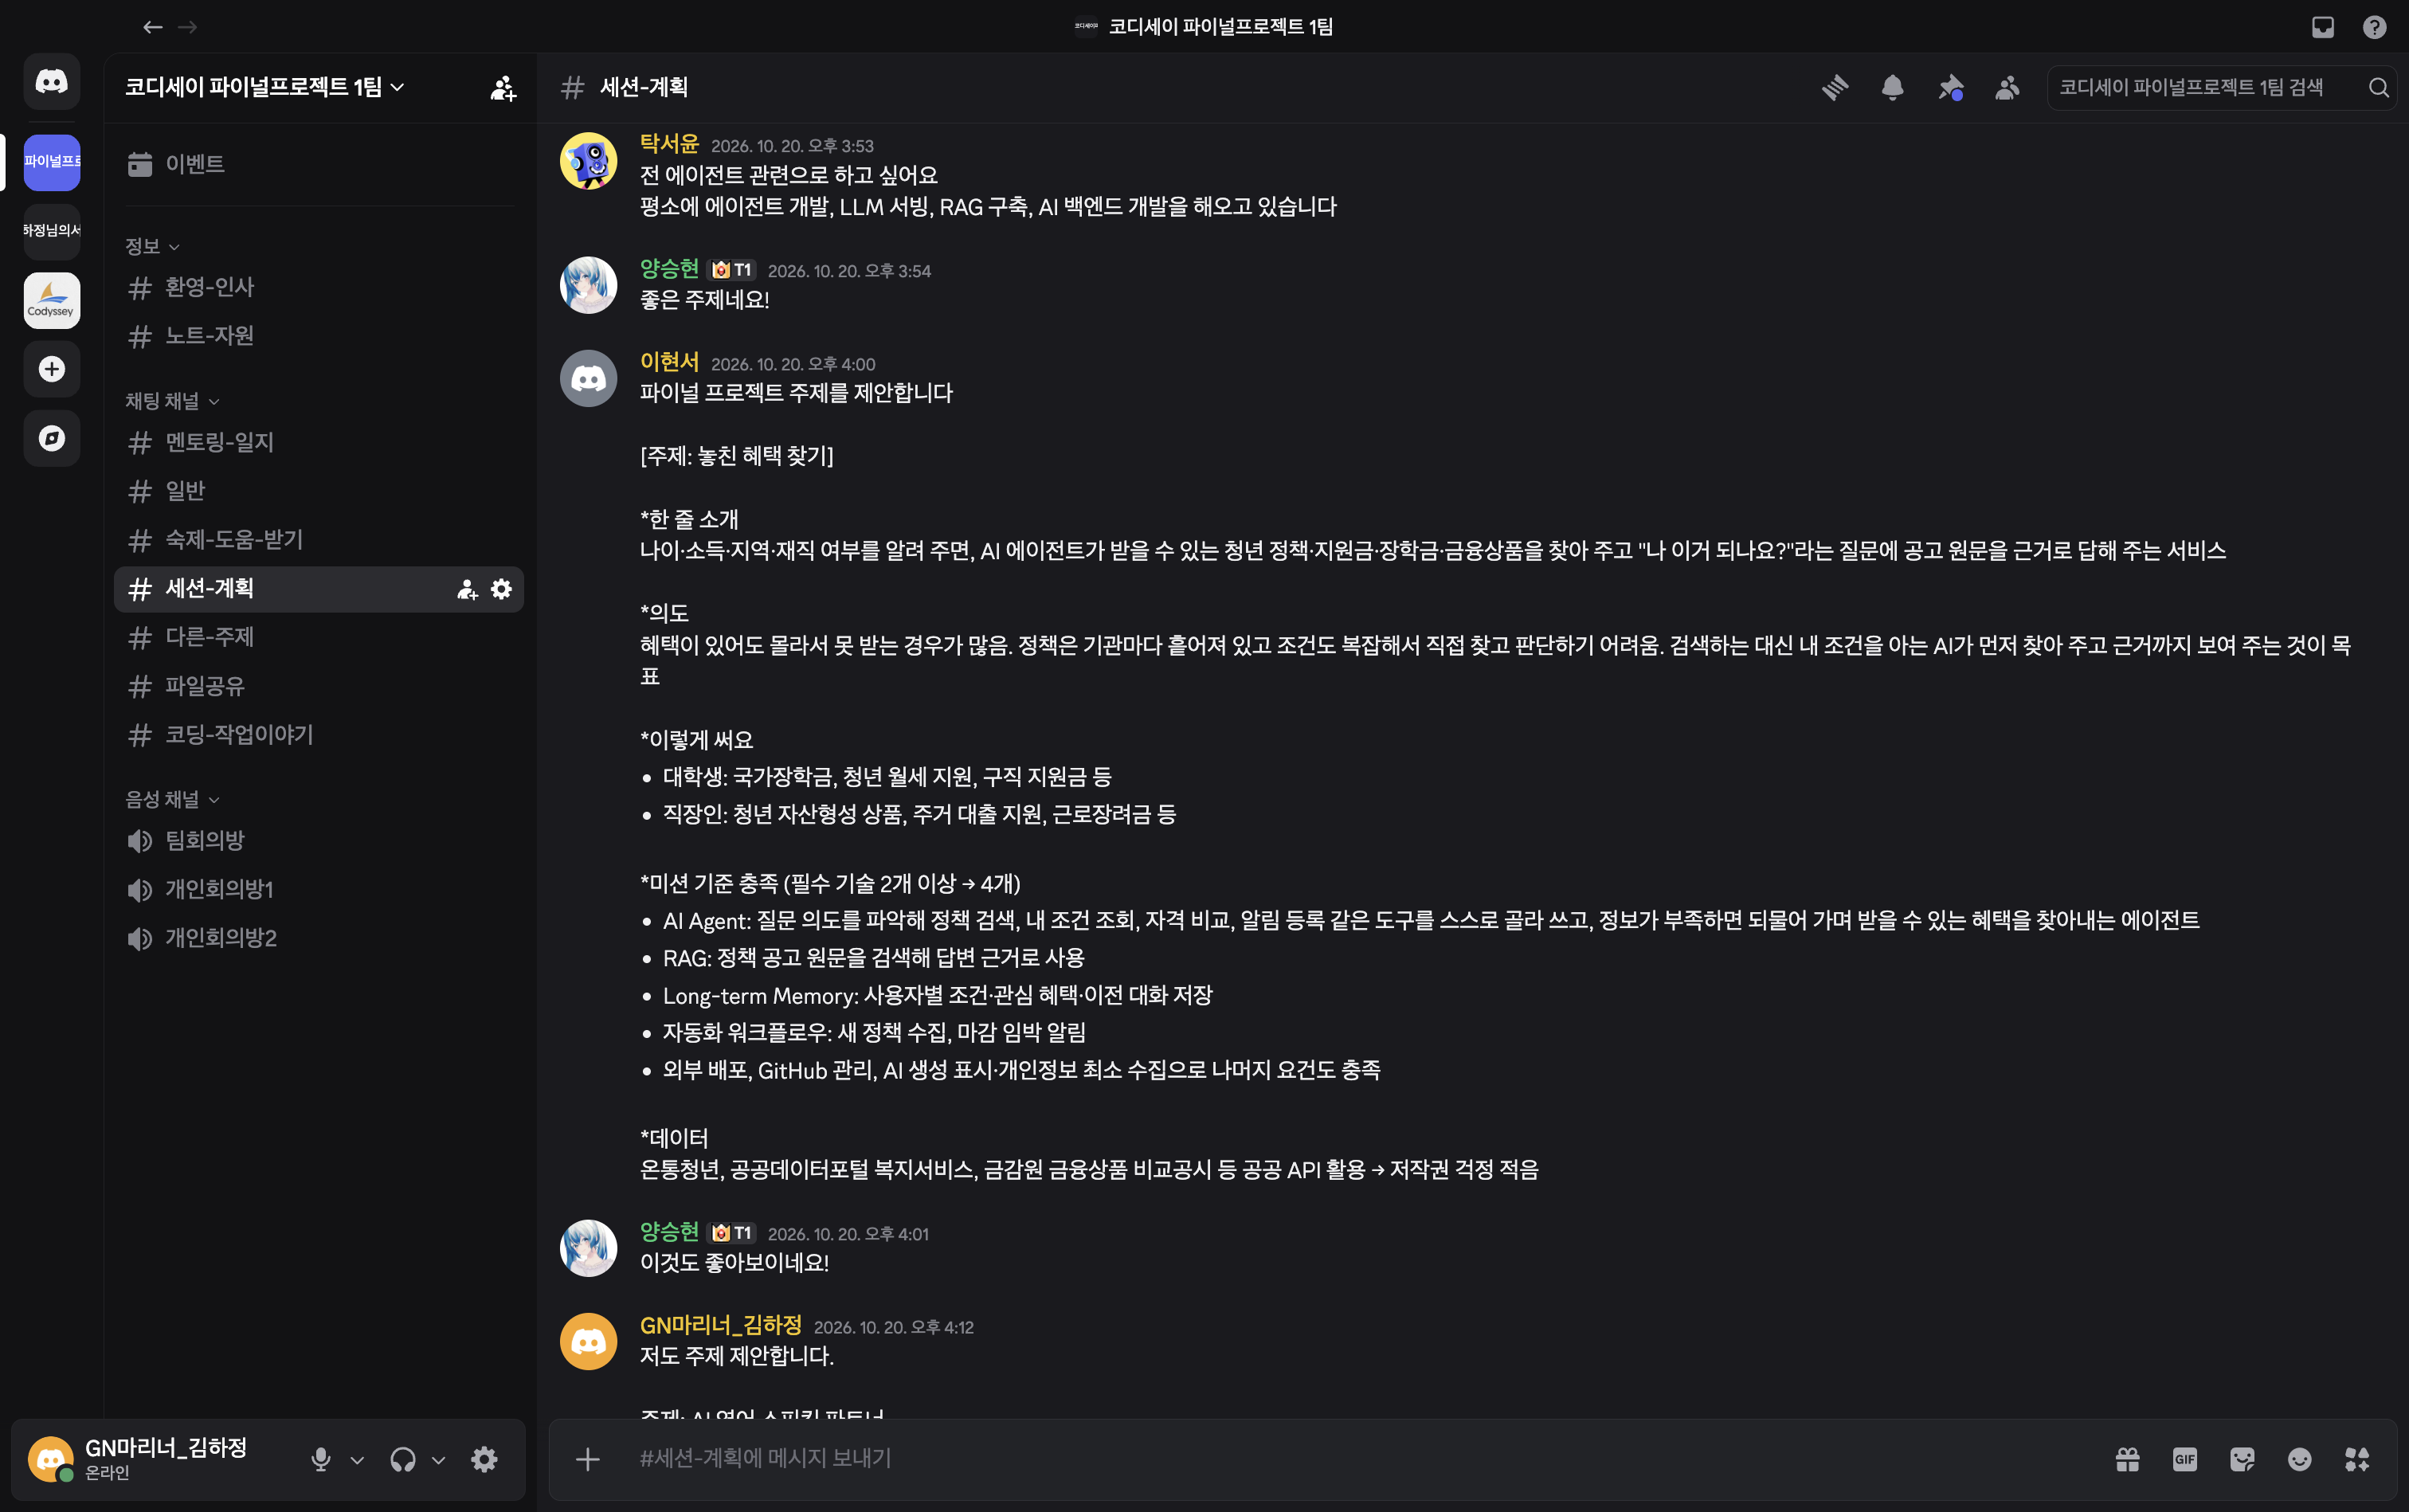 코디세이 파이널프로젝트 1팀
코디세이 파이널프로젝트 1팀
# 세션-계획
코디세이 파이널프로젝트 1팀 검색
파이널프로
하정님의서
Codyssey
이벤트
정보
# 환영-인사
# 노트-자원
채팅 채널
# 멘토링-일지
# 일반
# 숙제-도움-받기
# 세션-계획
# 다른-주제
# 파일공유
# 코딩-작업이야기
음성 채널
팀회의방
개인회의방1
개인회의방2
탁서윤 2026. 10. 20. 오후 3:53
전 에이전트 관련으로 하고 싶어요
평소에 에이전트 개발, LLM 서빙, RAG 구축, AI 백엔드 개발을 해오고 있습니다
양승현 T1 2026. 10. 20. 오후 3:54
좋은 주제네요!
이현서 2026. 10. 20. 오후 4:00
파이널 프로젝트 주제를 제안합니다
[주제: 놓친 혜택 찾기]
*한 줄 소개
나이·소득·지역·재직 여부를 알려 주면, AI 에이전트가 받을 수 있는 청년 정책·지원금·장학금·금융상품을 찾아 주고 "나 이거 되나요?"라는 질문에 공고 원문을 근거로 답해 주는 서비스
*의도
혜택이 있어도 몰라서 못 받는 경우가 많음. 정책은 기관마다 흩어져 있고 조건도 복잡해서 직접 찾고 판단하기 어려움. 검색하는 대신 내 조건을 아는 AI가 먼저 찾아 주고 근거까지 보여 주는 것이 목
표
*이렇게 써요
• 대학생: 국가장학금, 청년 월세 지원, 구직 지원금 등
• 직장인: 청년 자산형성 상품, 주거 대출 지원, 근로장려금 등
*미션 기준 충족 (필수 기술 2개 이상 → 4개)
• AI Agent: 질문 의도를 파악해 정책 검색, 내 조건 조회, 자격 비교, 알림 등록 같은 도구를 스스로 골라 쓰고, 정보가 부족하면 되물어 가며 받을 수 있는 혜택을 찾아내는 에이전트
• RAG: 정책 공고 원문을 검색해 답변 근거로 사용
• Long-term Memory: 사용자별 조건·관심 혜택·이전 대화 저장
• 자동화 워크플로우: 새 정책 수집, 마감 임박 알림
• 외부 배포, GitHub 관리, AI 생성 표시·개인정보 최소 수집으로 나머지 요건도 충족
*데이터
온통청년, 공공데이터포털 복지서비스, 금감원 금융상품 비교공시 등 공공 API 활용 → 저작권 걱정 적음
양승현 T1 2026. 10. 20. 오후 4:01
이것도 좋아보이네요!
GN마리너_김하정 2026. 10. 20. 오후 4:12
저도 주제 제안합니다.
주제: AI 영어 스피킹 파트너
GN마리너_김하정
온라인
#세션-계획에 메시지 보내기
GIF